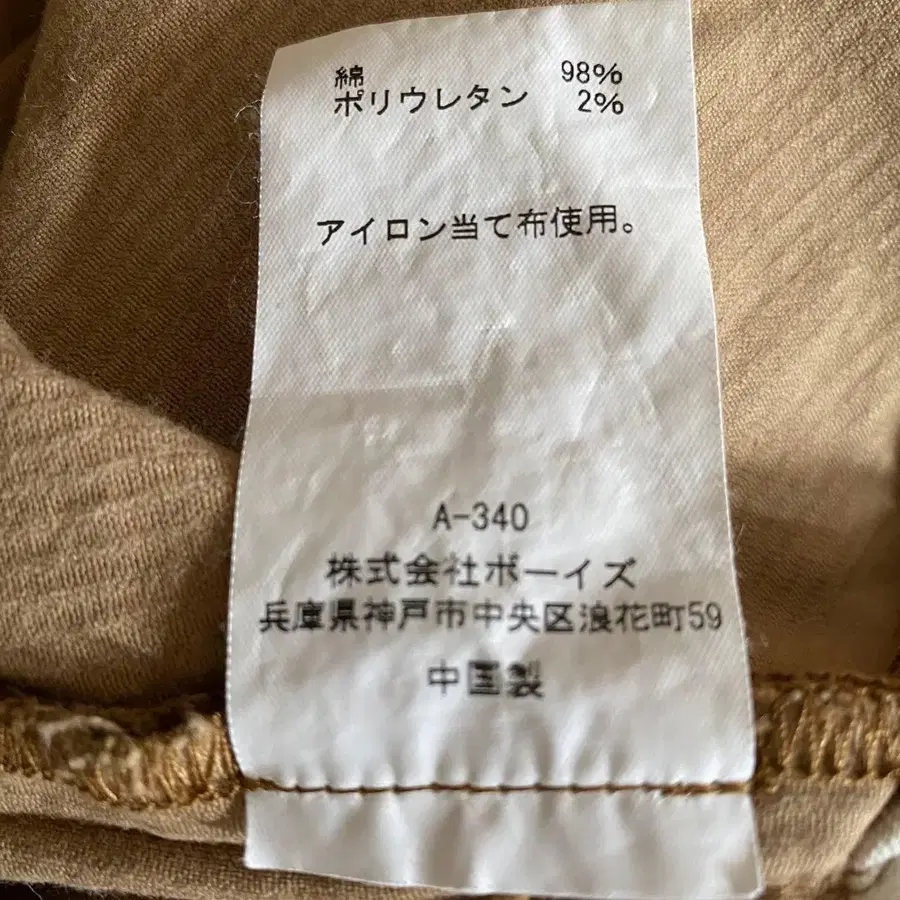 綿 98%
ポリウレタン 2%
アイロン当て布使用。
A-340
株式会社ボーイズ
兵庫県神戸市中央区浪花町59
中国製